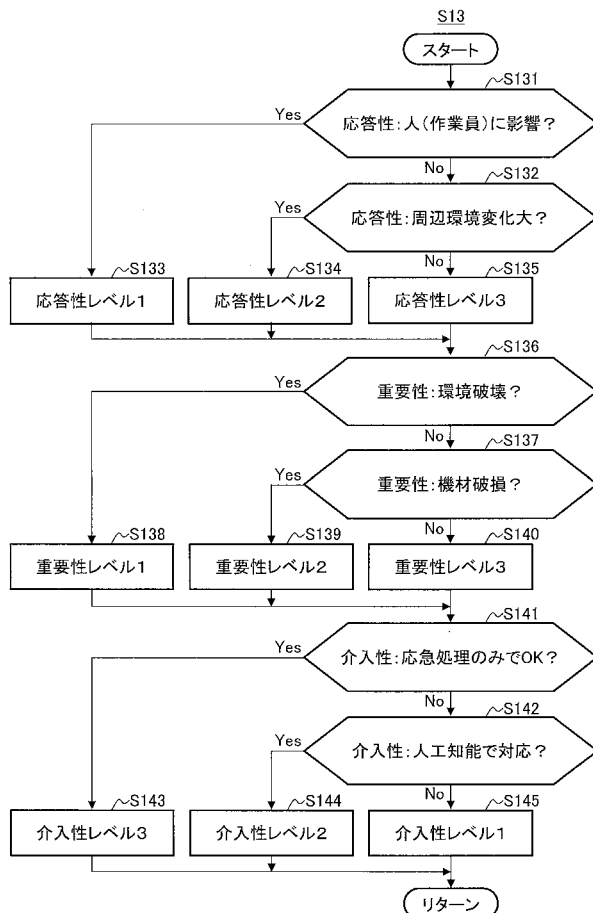 S13
スタート
S131
応答性:人(作業員)に影響?
Yes
No
S132
応答性:周辺環境変化大?
Yes
No
S133
S134
S135
応答性レベル1
応答性レベル2
応答性レベル3
S136
重要性:環境破壊?
Yes
No
S137
重要性:機材破損?
Yes
No
S138
S139
S140
重要性レベル1
重要性レベル2
重要性レベル3
S141
介入性:応急処理のみでOK?
Yes
No
S142
介入性:人工知能で対応?
Yes
No
S143
S144
S145
介入性レベル3
介入性レベル2
介入性レベル1
リターン